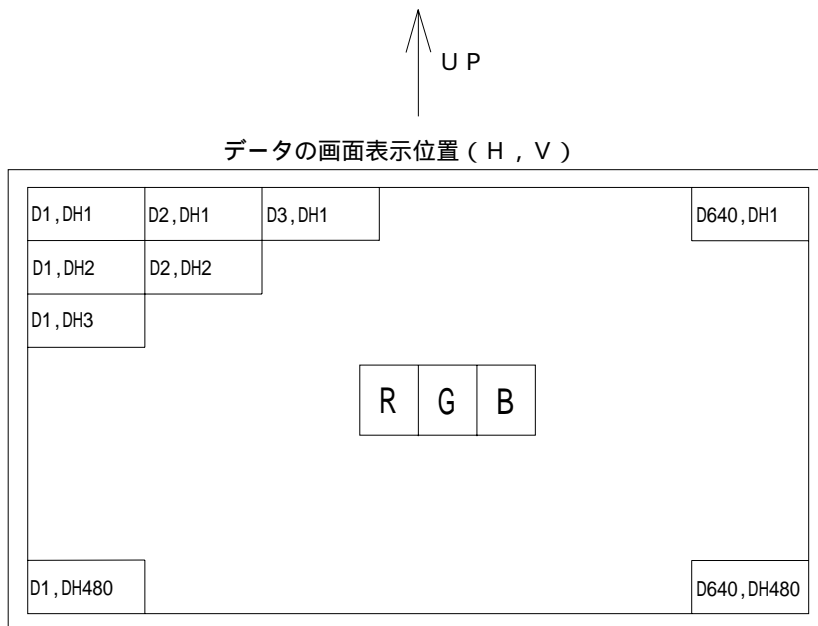 ＵＰ
データの画面表示位置（Ｈ，Ｖ）
D1,DH1 D2,DH1 D3,DH1 D640,DH1
D1,DH2 D2,DH2
D1,DH3
R G B
D1,DH480 D640,DH480